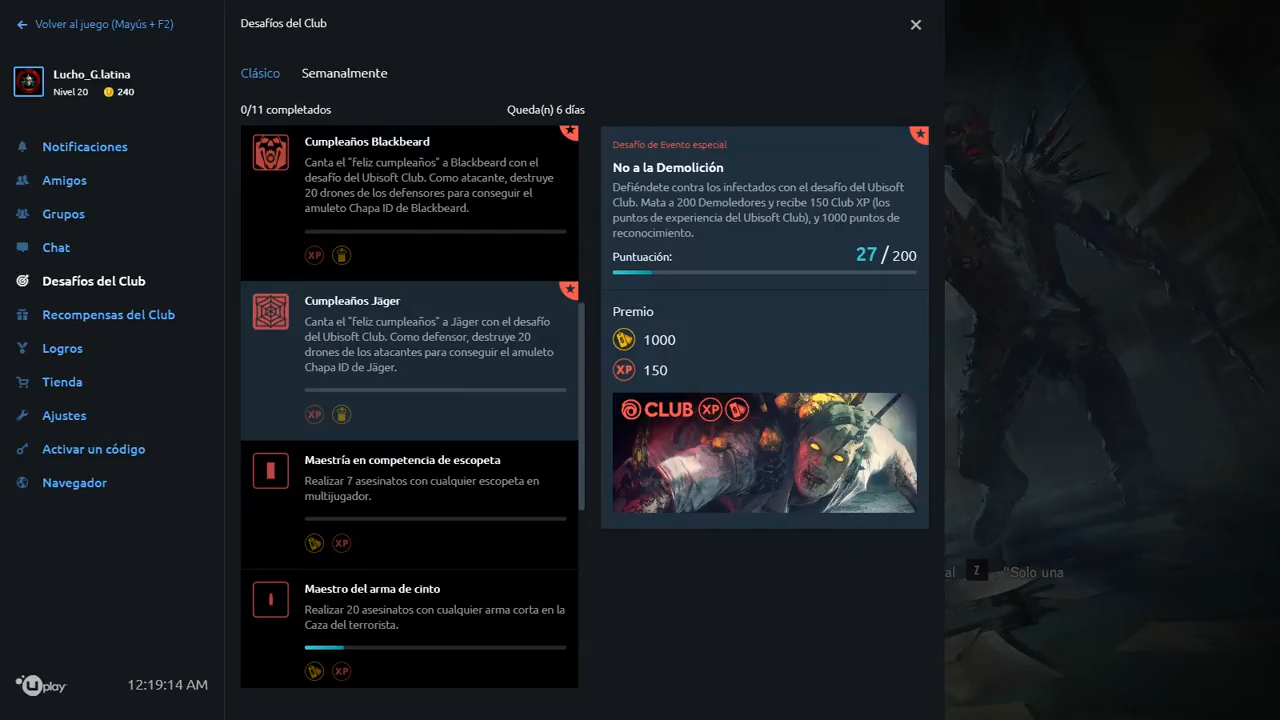 Volver al juego (Mayús + F2)
Desafíos del Club
Lucho_G.latina
Nivel 20
240
Clásico
Semanalmente
0/11 completados
Queda(n) 6 días
Notificaciones
Amigos
Grupos
Chat
Desafíos del Club
Recompensas del Club
Logros
Tienda
Ajustes
Activar un código
Navegador
uplay
12:19:14 AM
Cumpleaños Blackbeard
Canta el "feliz cumpleaños" a Blackbeard con el
desafío del Ubisoft Club. Como atacante, destruye
20 drones de los defensores para conseguir el
amuleto Chapa ID de Blackbeard.
XP
Cumpleaños Jäger
Canta el "feliz cumpleaños" a Jäger con el desafío
del Ubisoft Club. Como defensor, destruye 20
drones de los atacantes para conseguir el amuleto
Chapa ID de Jäger.
XP
Maestría en competencia de escopeta
Realizar 7 asesinatos con cualquier escopeta en
multijugador.
XP
Maestro del arma de cinto
Realizar 20 asesinatos con cualquier arma corta en la
Caza del terrorista.
XP
Desafío de Evento especial
No a la Demolición
Defiéndete contra los infectados con el desafío del Ubisoft
Club. Mata a 200 Demoledores y recibe 150 Club XP (los
puntos de experiencia del Ubisoft Club), y 1000 puntos de
reconocimiento.
Puntuación:
27 / 200
Premio
1000
XP 150
CLUB XP
al Z . "Solo una